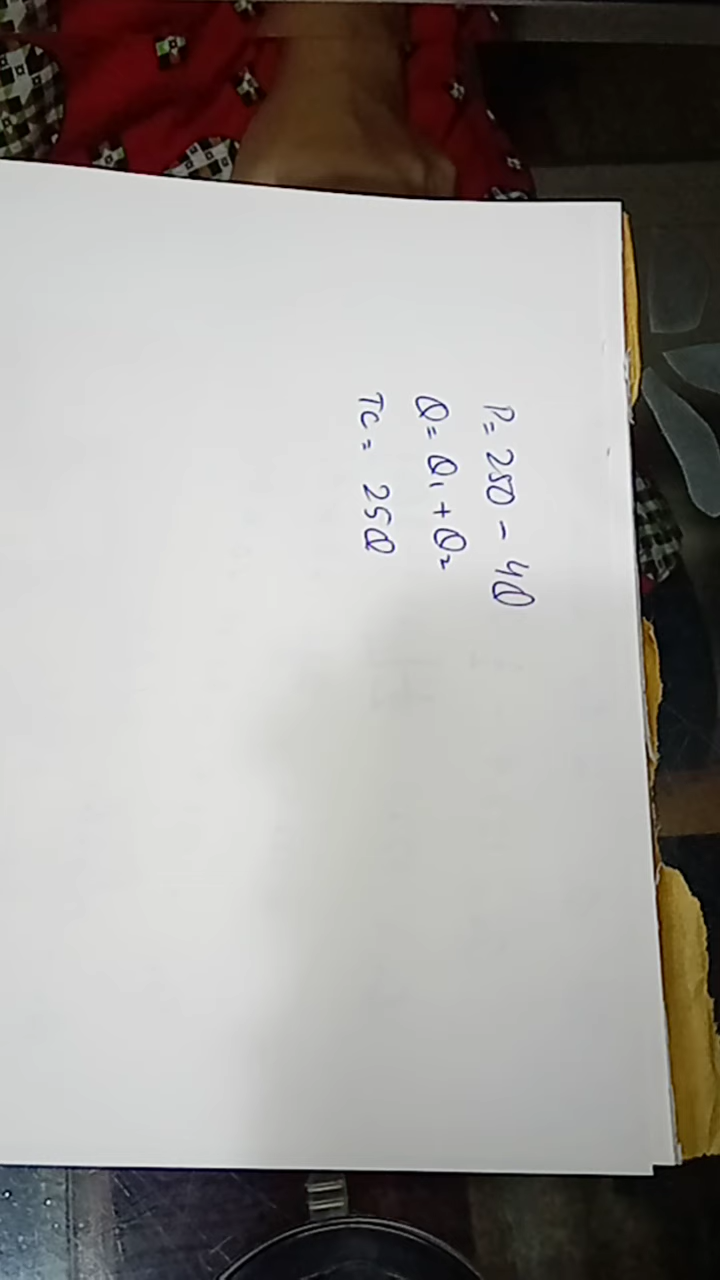 P = 250 - 4Q
Q = Q1 + Q2
TC = 25Q